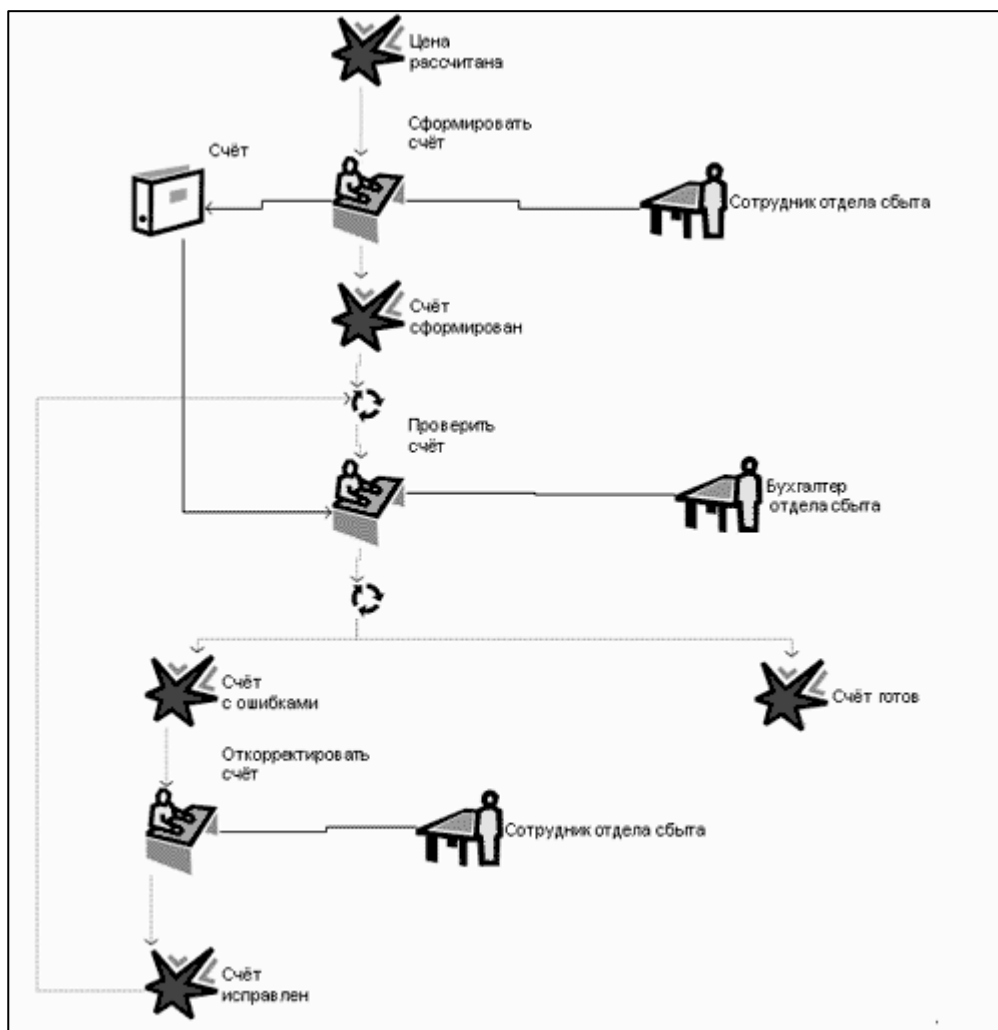 Цена
рассчитана
Сформировать
счёт
Счёт
Сотрудник отдела сбыта
Счёт
сформирован
Проверить
счёт
Бухгалтер
отдела сбыта
Счёт
с ошибками
Счёт готов
Откорректировать
счёт
Сотрудник отдела сбыта
Счёт
исправлен